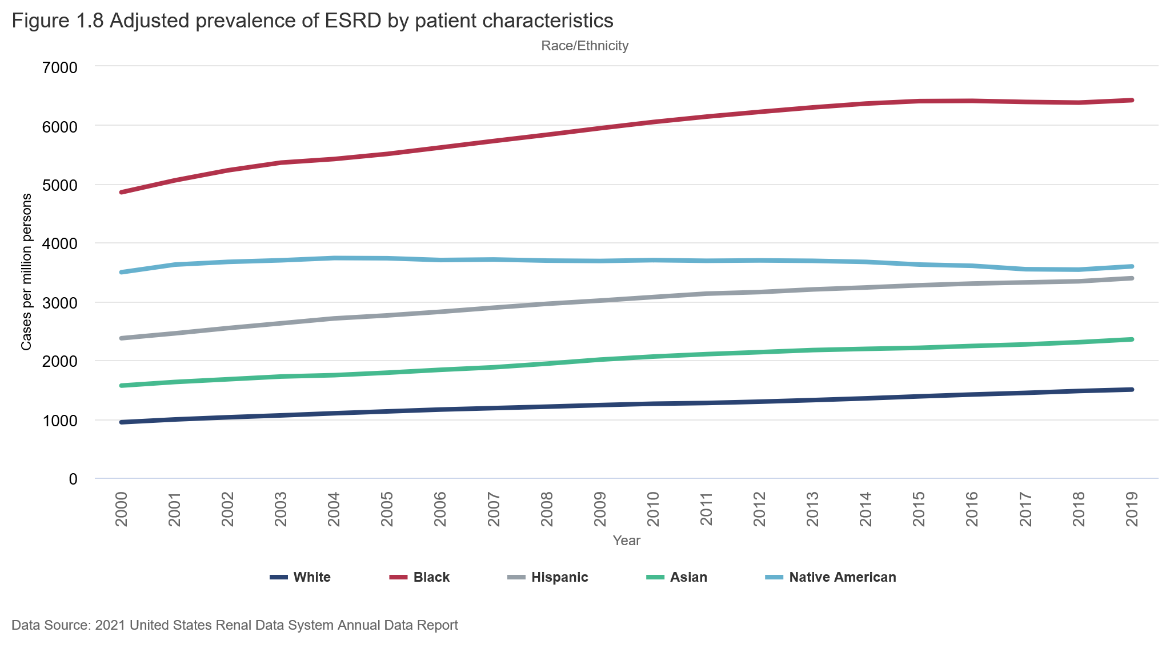 Figure 1.8 Adjusted prevalence of ESRD by patient characteristics
Race/Ethnicity
Cases per million persons
7000
6000
5000
4000
3000
2000
1000
0
2000 2001 2002 2003 2004 2005 2006 2007 2008 2009 2010 2011 2012 2013 2014 2015 2016 2017 2018 2019
Year
White Black Hispanic Asian Native American
Data Source: 2021 United States Renal Data System Annual Data Report